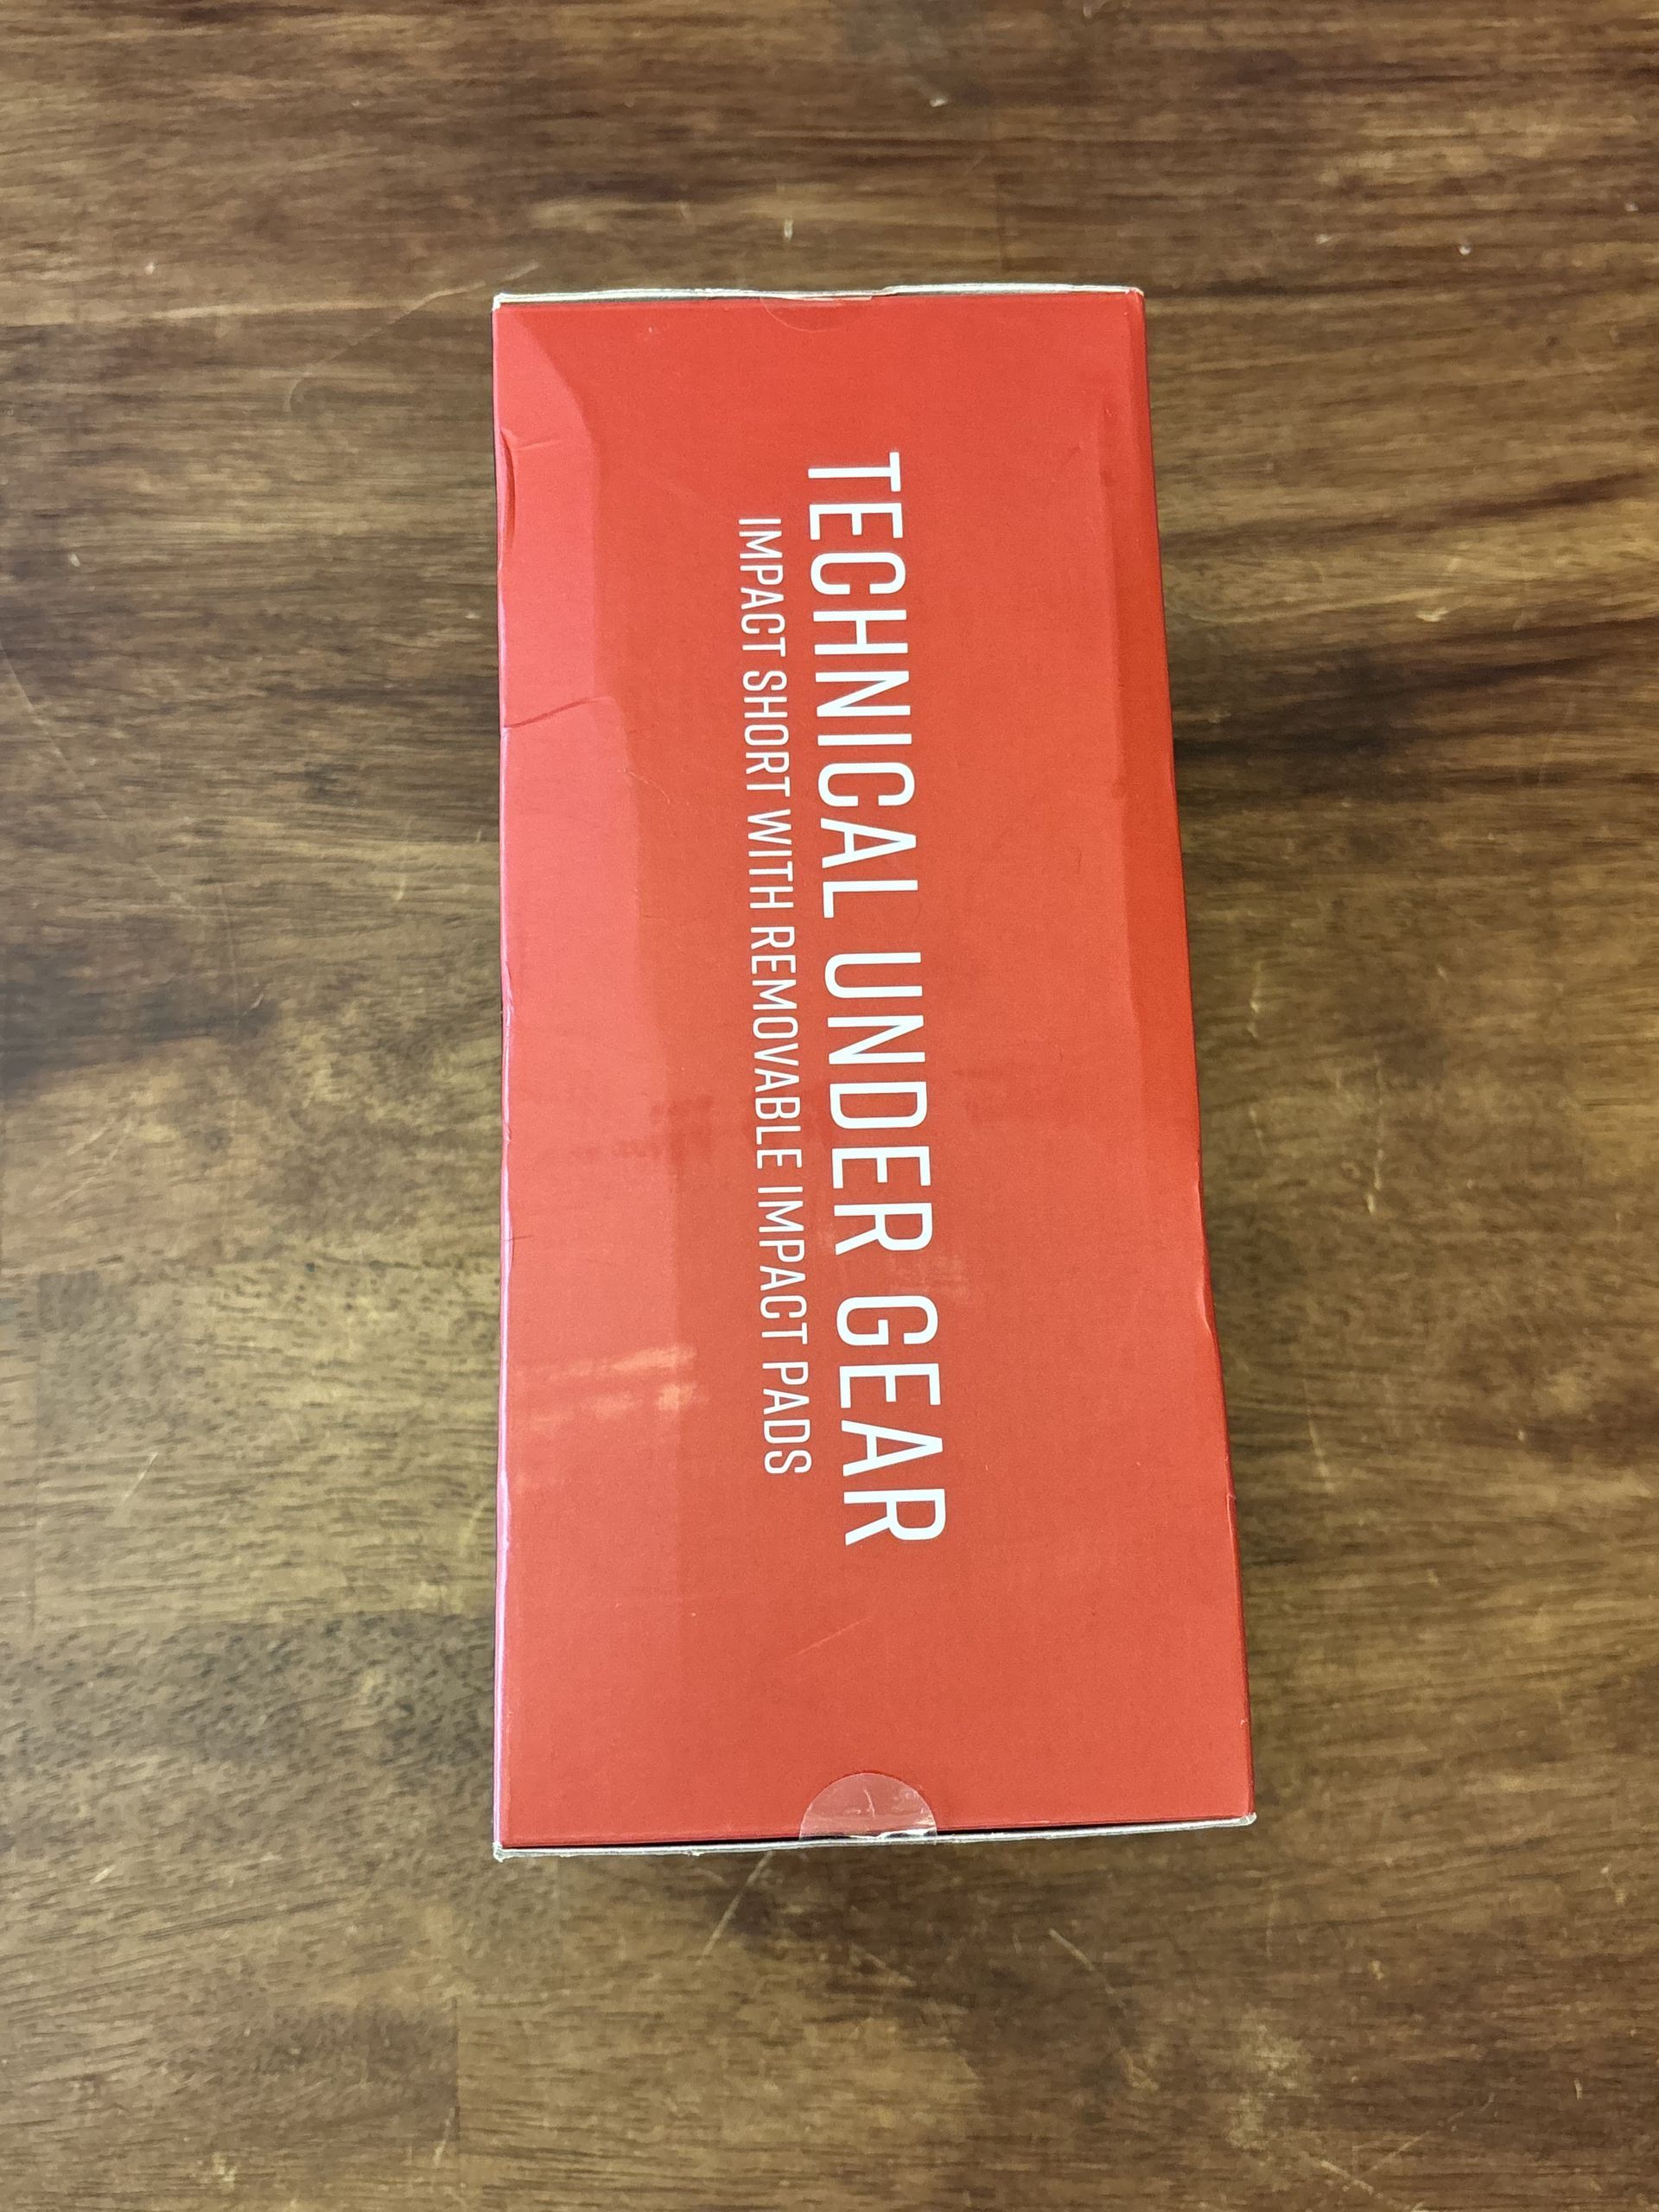 TECHNICAL UNDER GEAR
IMPACT SHORT WITH REMOVABLE IMPACT PADS